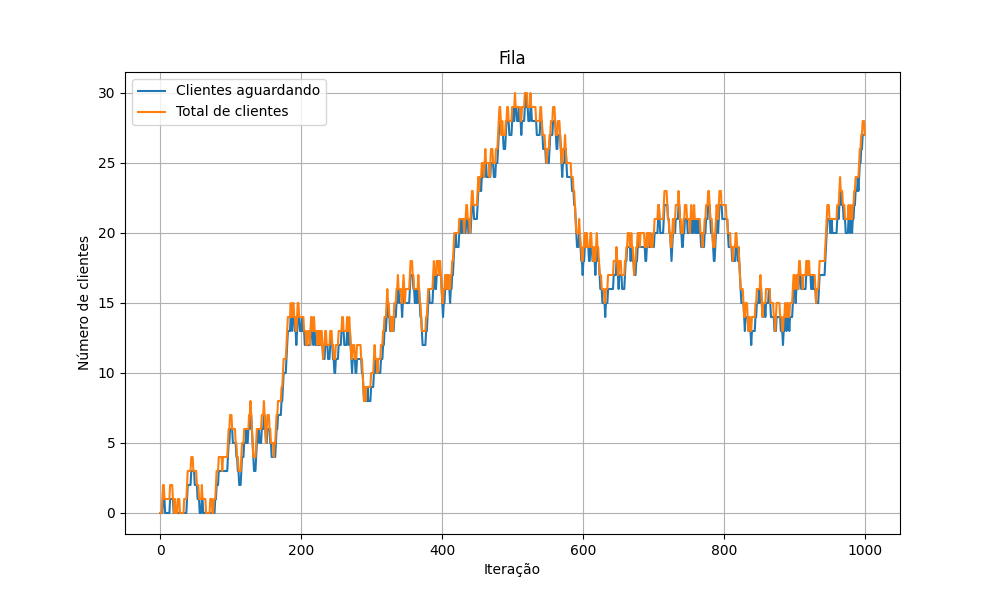 Fila
Clientes aguardando
Total de clientes
Número de clientes
30
25
20
15
10
5
0
0 200 400 600 800 1000
Iteração